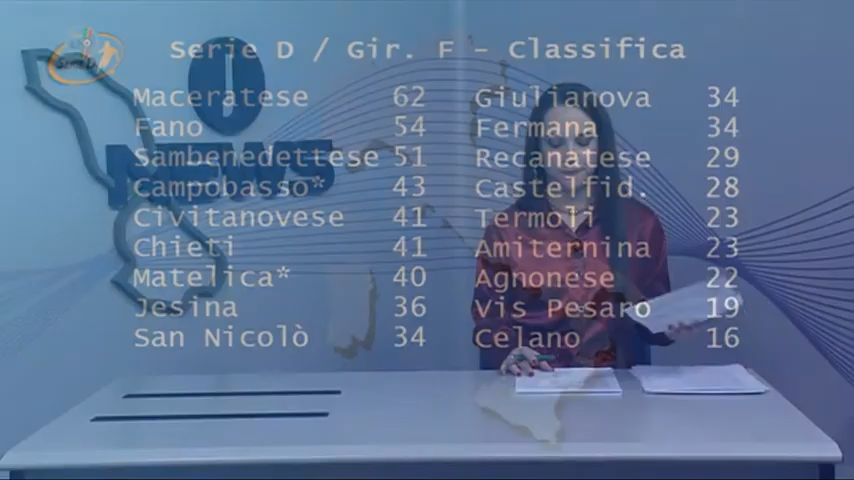 Serie D
Serie D / Gir. F - Classifica
Maceratese 62
Fano 54
Sambenedettese 51
Campobasso* 43
Civitanovese 41
Chieti 41
Matelica* 40
Jesina 36
San Nicolò 34
Giulianova 34
Fermana 34
Recanatese 29
Castelfid. 28
Termoli 23
Amiternina 23
Agnonese 22
Vis Pesaro 19
Celano 16
NEWS